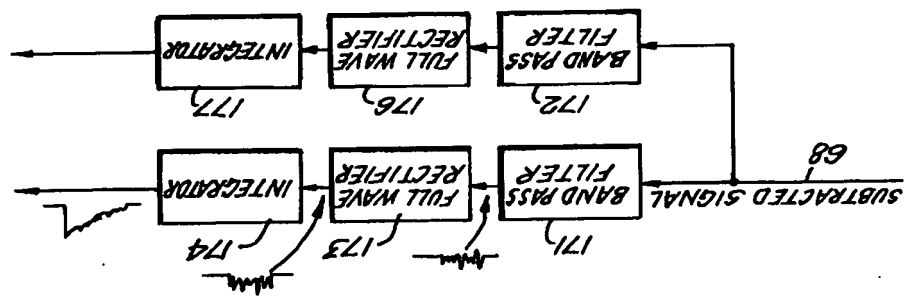 171
173
174
SUBTRACTED SIGNAL
89
BAND PASS
FILTER
FULL WAVE
RECTIFIER
INTEGRATOR
172
176
177
BAND PASS
FILTER
FULL WAVE
RECTIFIER
INTEGRATOR